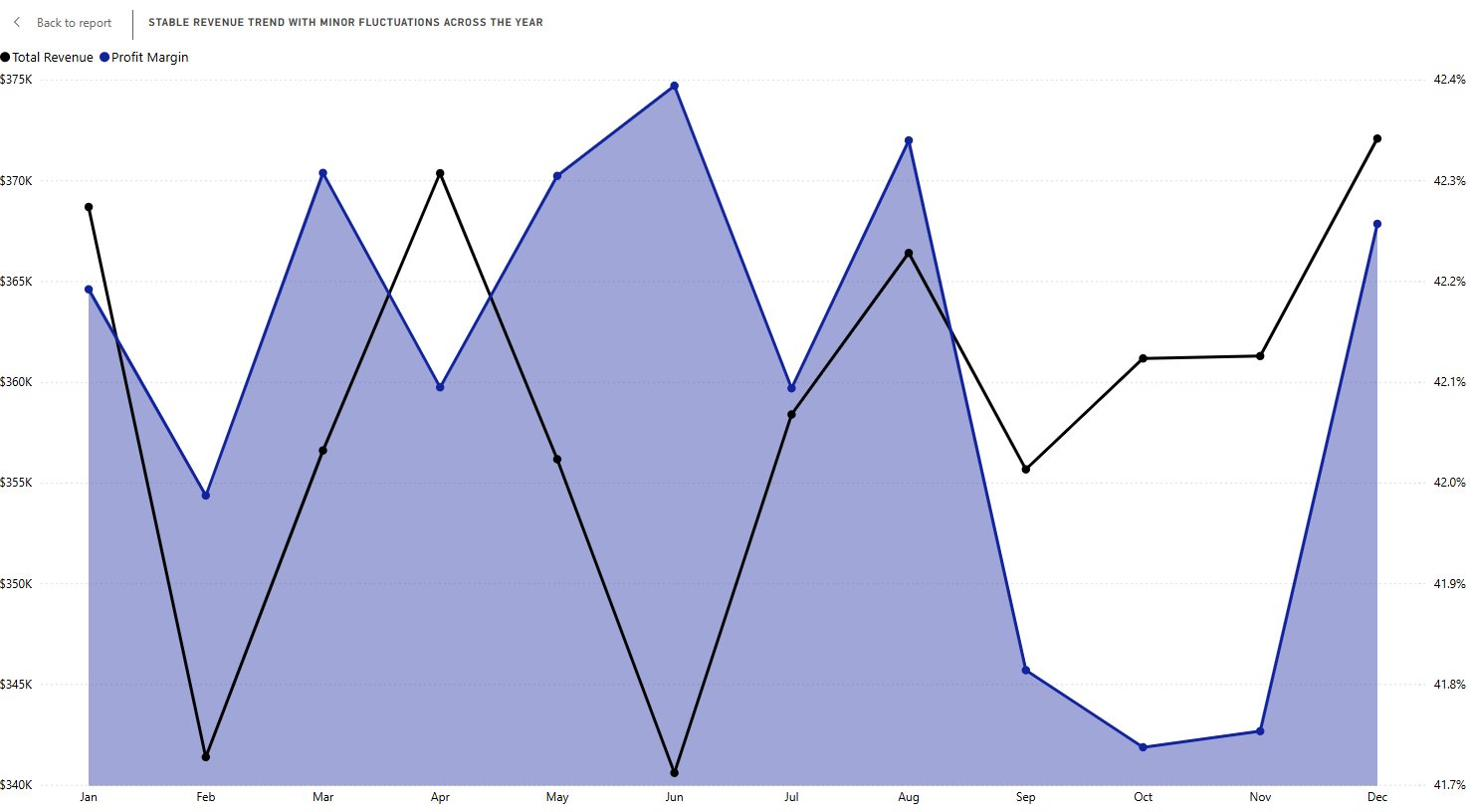 Back to report
STABLE REVENUE TREND WITH MINOR FLUCTUATIONS ACROSS THE YEAR
Total Revenue Profit Margin
$375K 42.4%
$370K 42.3%
$365K 42.2%
$360K 42.1%
$355K 42.0%
$350K 41.9%
$345K 41.8%
$340K 41.7%
Jan Feb Mar Apr May Jun Jul Aug Sep Oct Nov Dec